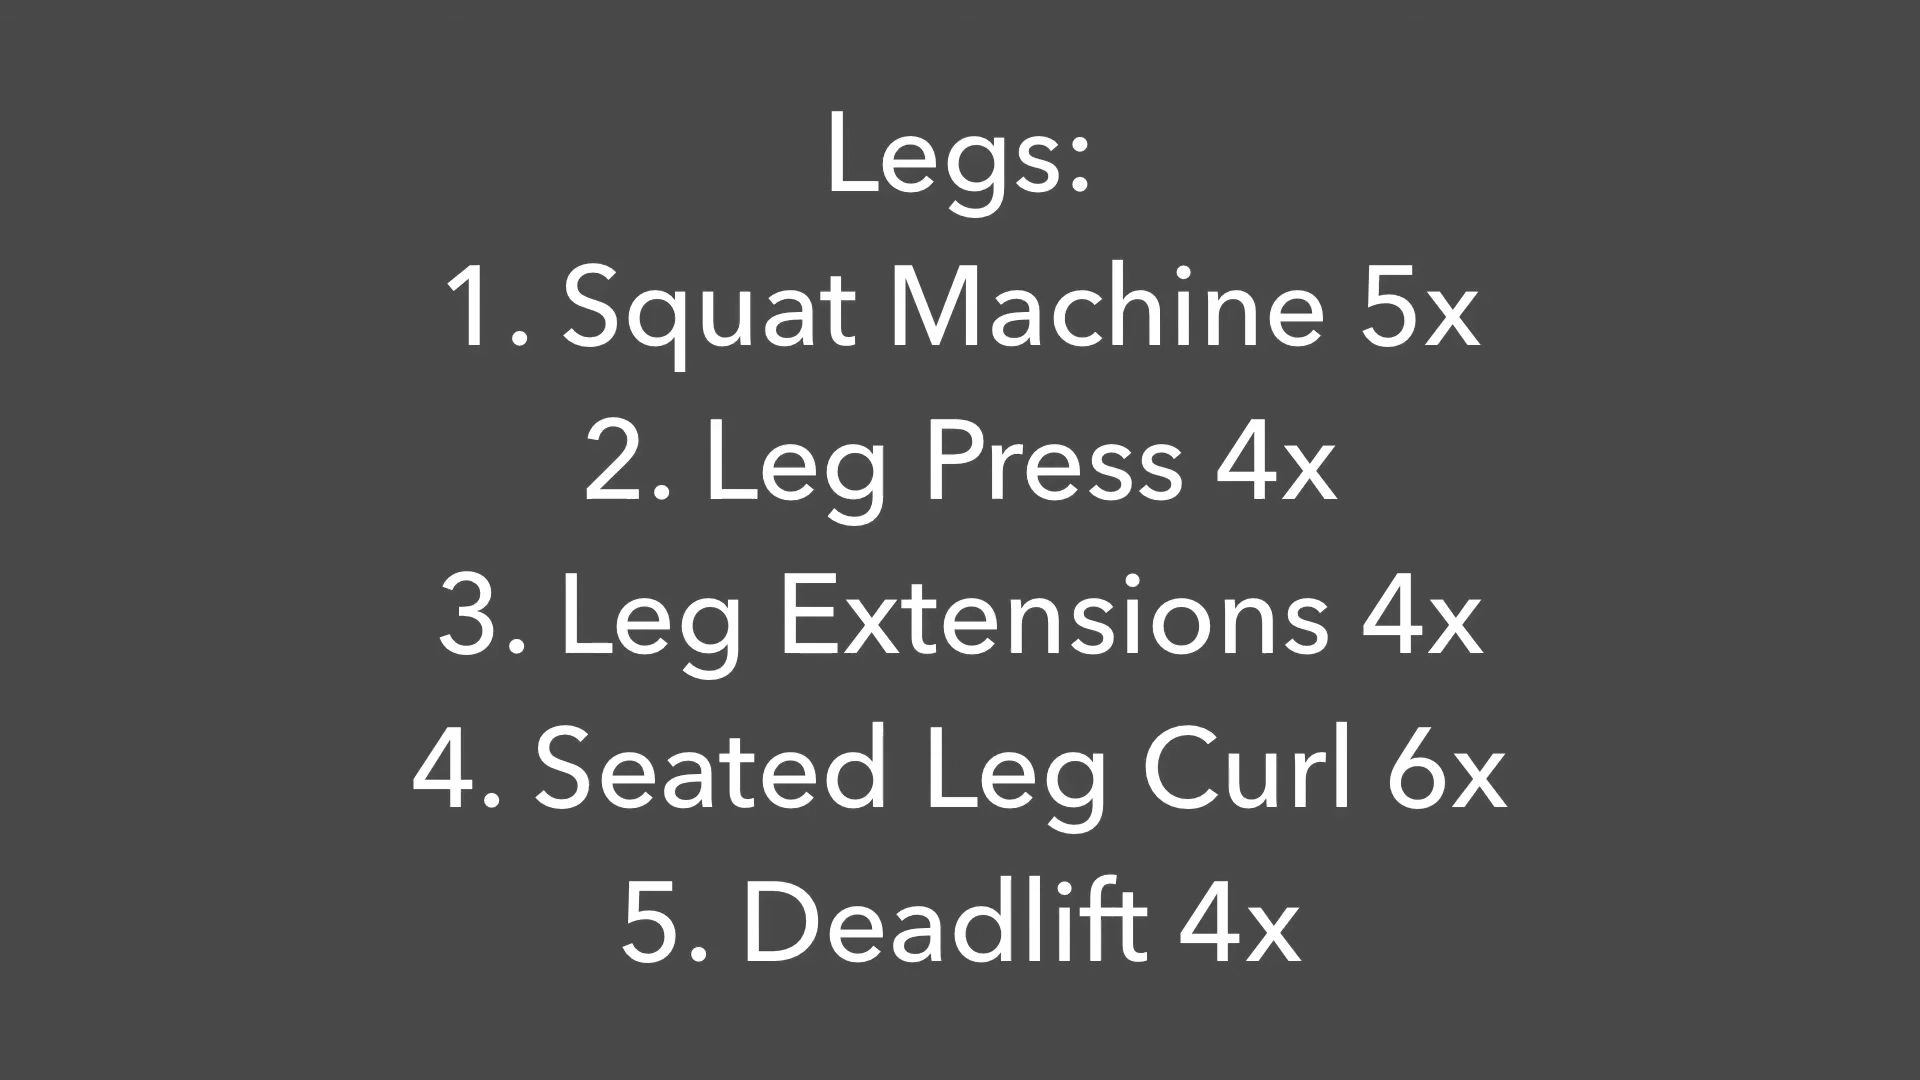 Legs:
1. Squat Machine 5x
2. Leg Press 4x
3. Leg Extensions 4x
4. Seated Leg Curl 6x
5. Deadlift 4x